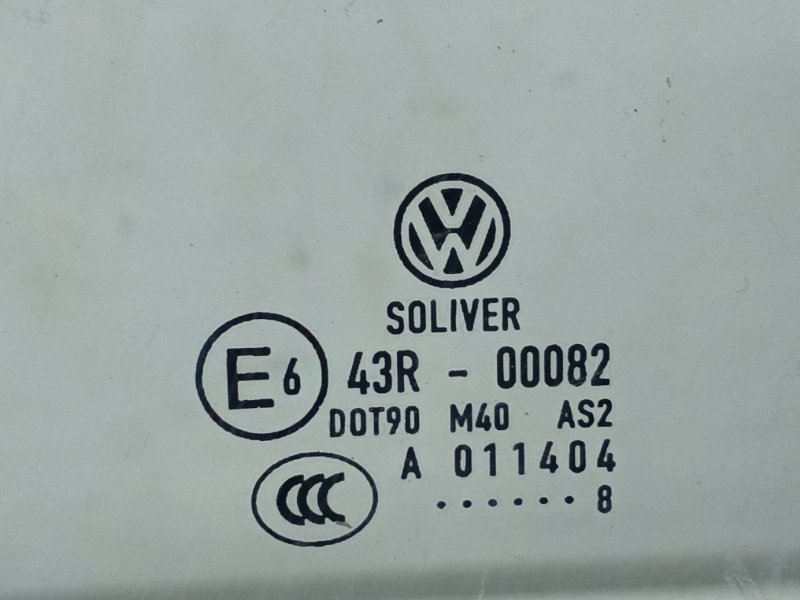 SOLIVER
E6 43R - 00082
DOT90 M40 AS2
A 011404
CCC ......8